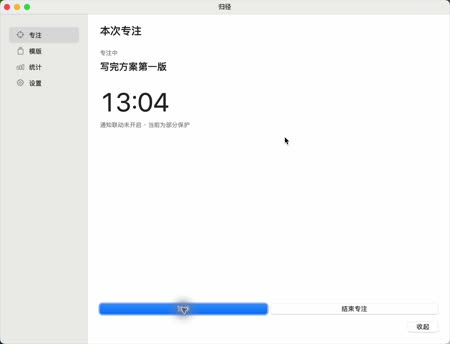 归径
专注
模版
统计
设置
本次专注
专注中
写完方案第一版
13:04
通知联动未开启 · 当前为部分保护
结束专注
收起